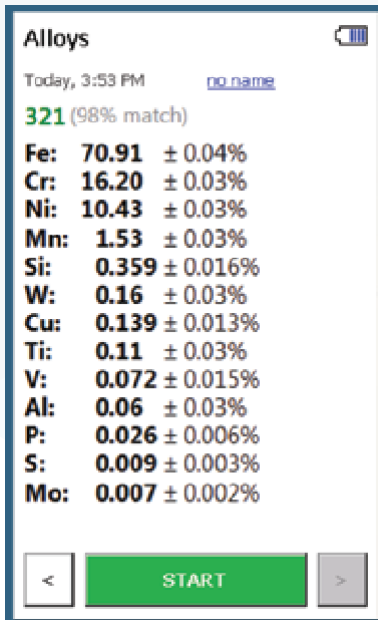 Alloys
Today, 3:53 PM no name
321 (98% match)
Fe: 70.91 ± 0.04%
Cr: 16.20 ± 0.03%
Ni: 10.43 ± 0.03%
Mn: 1.53 ± 0.03%
Si: 0.359 ± 0.016%
W: 0.16 ± 0.03%
Cu: 0.139 ± 0.013%
Ti: 0.11 ± 0.03%
V: 0.072 ± 0.015%
Al: 0.06 ± 0.03%
P: 0.026 ± 0.006%
S: 0.009 ± 0.003%
Mo: 0.007 ± 0.002%
< START >